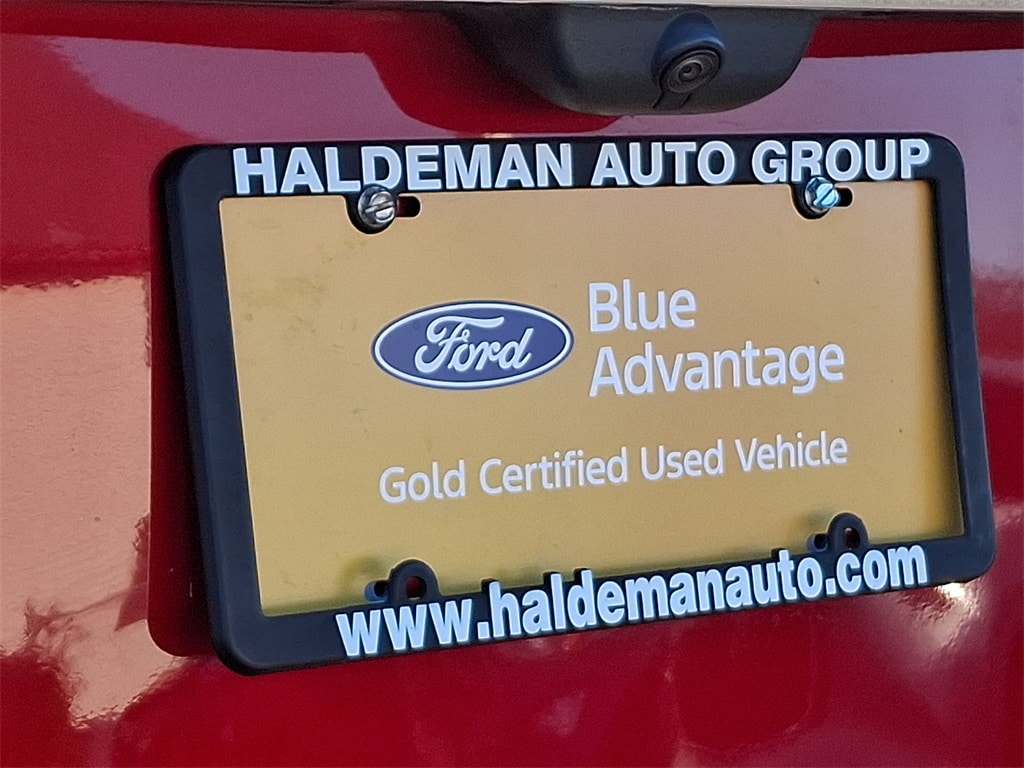 HALDEMAN AUTO GROUP
Ford
Blue
Advantage
Gold Certified Used Vehicle
www.haldemanauto.com